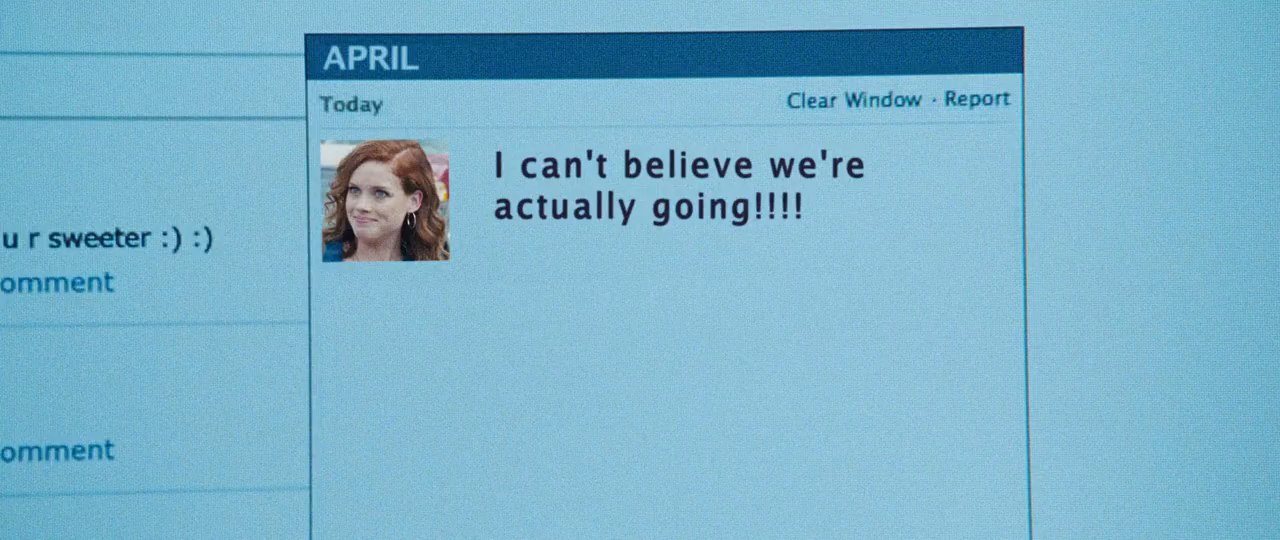 APRIL
Today
Clear Window · Report
I can't believe we're
actually going!!!!
u r sweeter :) :)
omment
omment